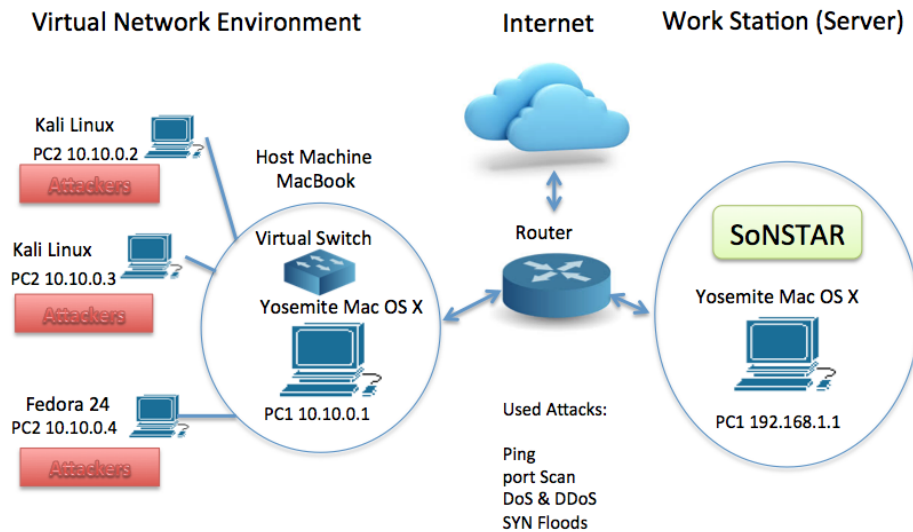 Virtual Network Environment
Internet
Work Station (Server)
Kali Linux
PC2 10.10.0.2
Attackers
Kali Linux
PC2 10.10.0.3
Attackers
Fedora 24
PC2 10.10.0.4
Attackers
Host Machine
MacBook
Virtual Switch
Yosemite Mac OS X
PC1 10.10.0.1
Router
Used Attacks:
Ping
port Scan
DoS & DDoS
SYN Floods
SoNSTAR
Yosemite Mac OS X
PC1 192.168.1.1